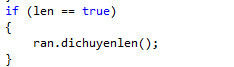 if (len == true)
{
ran.dichuyenlen();
}